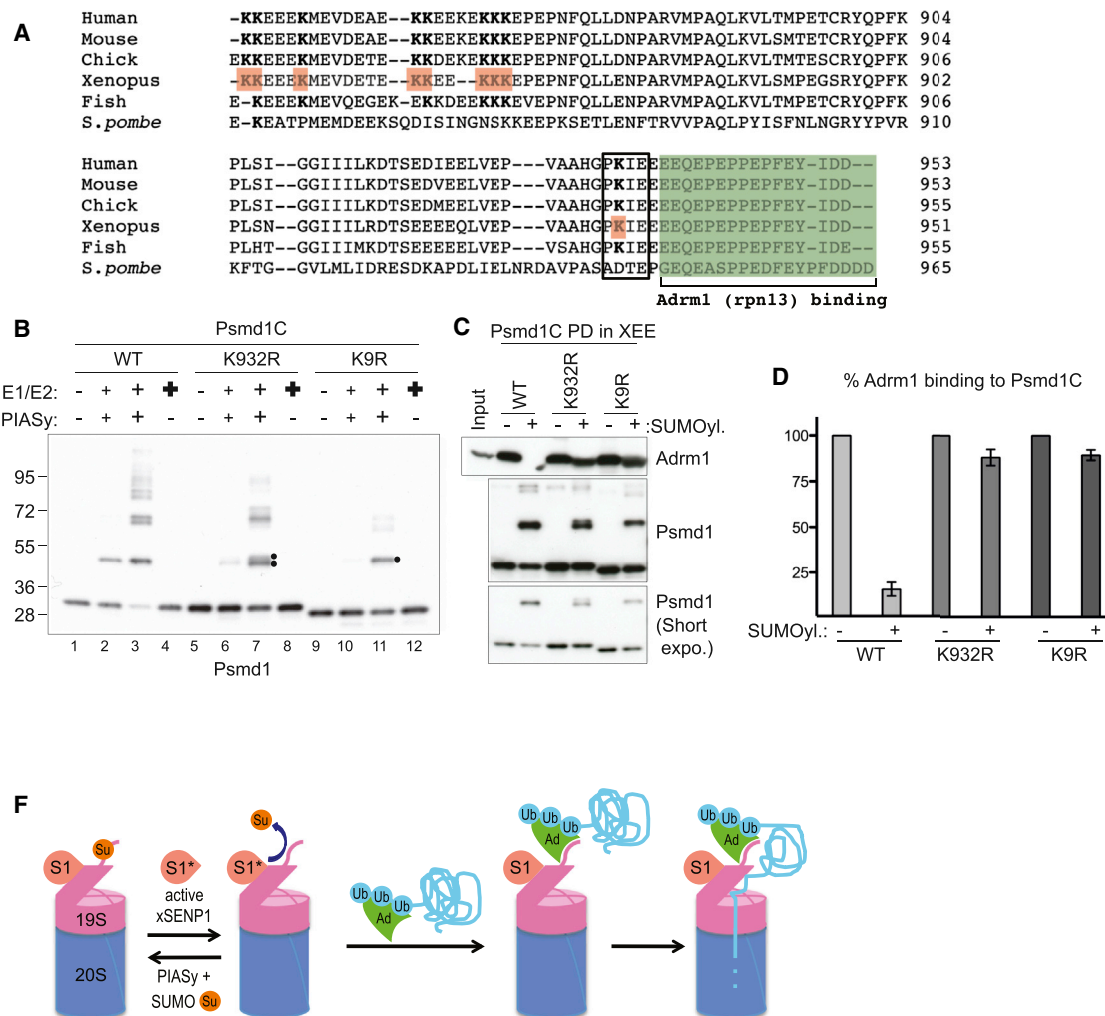 A
Human -KKEEEKMEVDEAE--KKEEKEKKKEPEPNFQLLDNPARVMPAQLKVLTMPETCRYQPFK 904
Mouse -KKEEEKMEVDEAE--KKEEKEKKKEPEPNFQLLDNPARVMPAQLKVLSMTETCRYQPFK 904
Chick EKKEEEKMEVDETE--KKDEKEKKKEPEPNFQLLDNPARVMPAQLKVLTMTETCRYQPFK 906
Xenopus -KKEEEKMEVDETE--KKEE--KKKEPEPNFQLLENPARVMPAQLKVLSMPEGSRYQPFK 902
Fish E-KEEEKMEVQEGEK-EKKDEEKKKEVEPNFQLLENPARVMPAQLKVLTMPESCRYQPFK 906
S.pombe E-KEATPMEMDEEKSQDISINGNSKKEEPKSETLENFTRVVPAQLPYISFNLNGRYYPVR 910
Human PLSI--GGIIILKDTSEDIEELVEP---VAAHGPKIEEEEQEPEPPEPFEY-IDD-- 953
Mouse PLSI--GGIIILKDTSEDVEELVEP---VAAHGPKIEEEEQEPEPPEPFEY-IDD-- 953
Chick PLSI--GGIIILKDTSEDMEELVEP---VAAHGPKIEEEEQEPEPPEPFEY-IDD-- 955
Xenopus PLSN--GGIIILRDTSEEEEQLVEP---VAAHGPKIEEEEQEPEPPEPFEY-IDD-- 951
Fish PLHT--GGIIIMKDTSEEEEELVEP---VSAHGPKIEEEEQEPEPPEPFEY-IDE-- 955
S.pombe KFTG--GVLMLIDRESDKAPDLIELNRDAVPASADTEPGEQEASPPEDFEYPFDDDD 965
Adrm1 (rpn13) binding
B
Psmd1C
WT K932R K9R
E1/E2: - + + + - + + + - + + +
PIASy: - + + - - + + - - + + -
95
72
55
36
28
1 2 3 4 5 6 7 8 9 10 11 12
Psmd1
C
Psmd1C PD in XEE
Input WT K932R K9R
- + - + - + :SUMOyl.
Adrm1
Psmd1
Psmd1
(Short
expo.)
D
% Adrm1 binding to Psmd1C
100 100
75 75
50 50
25 25
SUMOyl.: - + - + - +
WT K932R K9R
F
S1 Su
19S
20S
S1*
active
xSENP1
PIASy +
SUMO Su
Su
S1*
Ub Ub Ub
Ad
Ub Ub Ub
Ad
S1
Ub Ub Ub
Ad
S1